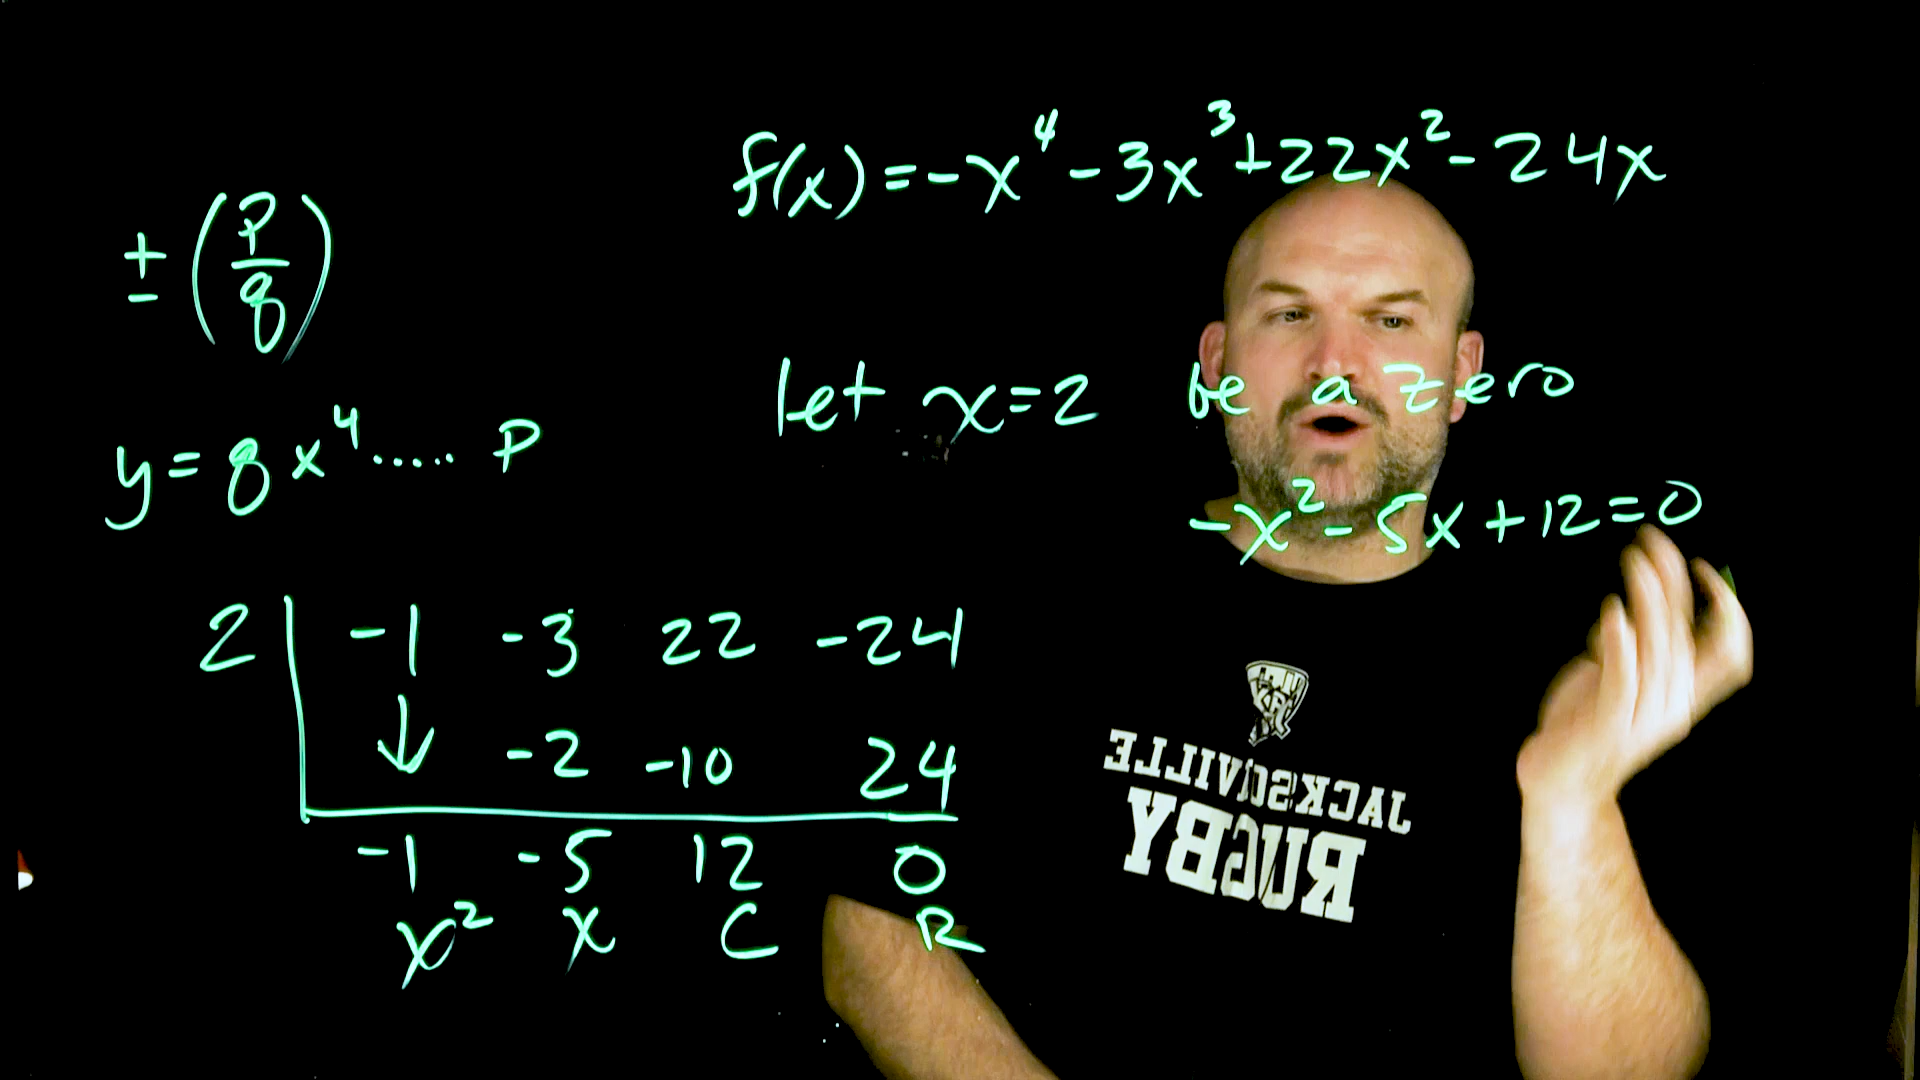 f(x)=-x⁴-3x³+22x²-24x
±(p/q)
let x=2 be a zero
y=qx⁴...... P
-x²-5x+12=0
2 | -1 -3 22 -24
↓ -2 -10 24
-1 -5 12 0
x² x C R
JACKSONVILLE
RUGBY